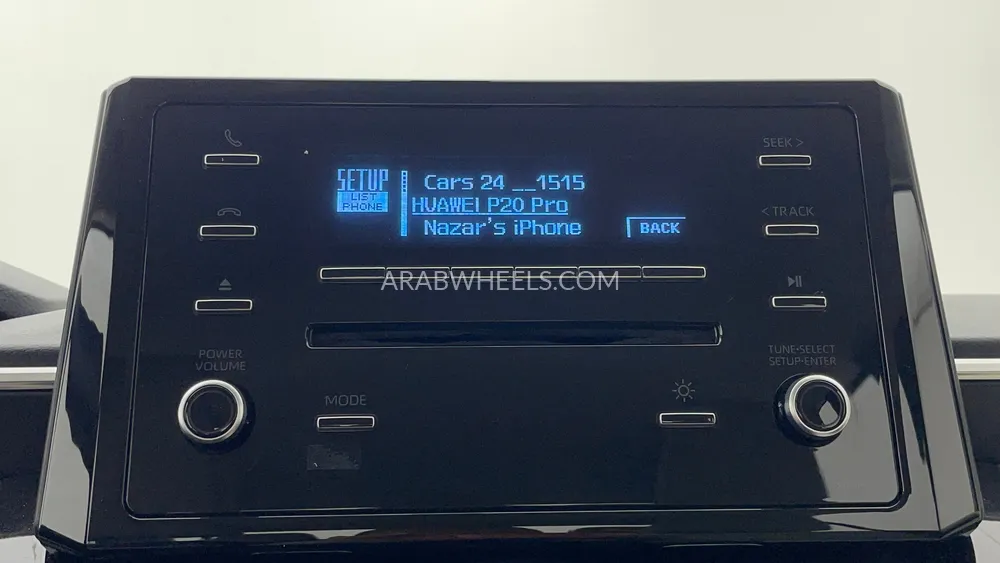 SEEK >
SETUP
LIST
PHONE
Cars 24 __1515
HUAWEI P20 Pro
Nazar's iPhone
BACK
< TRACK
ARABWHEELS.COM
POWER
VOLUME
TUNE•SELECT
SETUP•ENTER
MODE